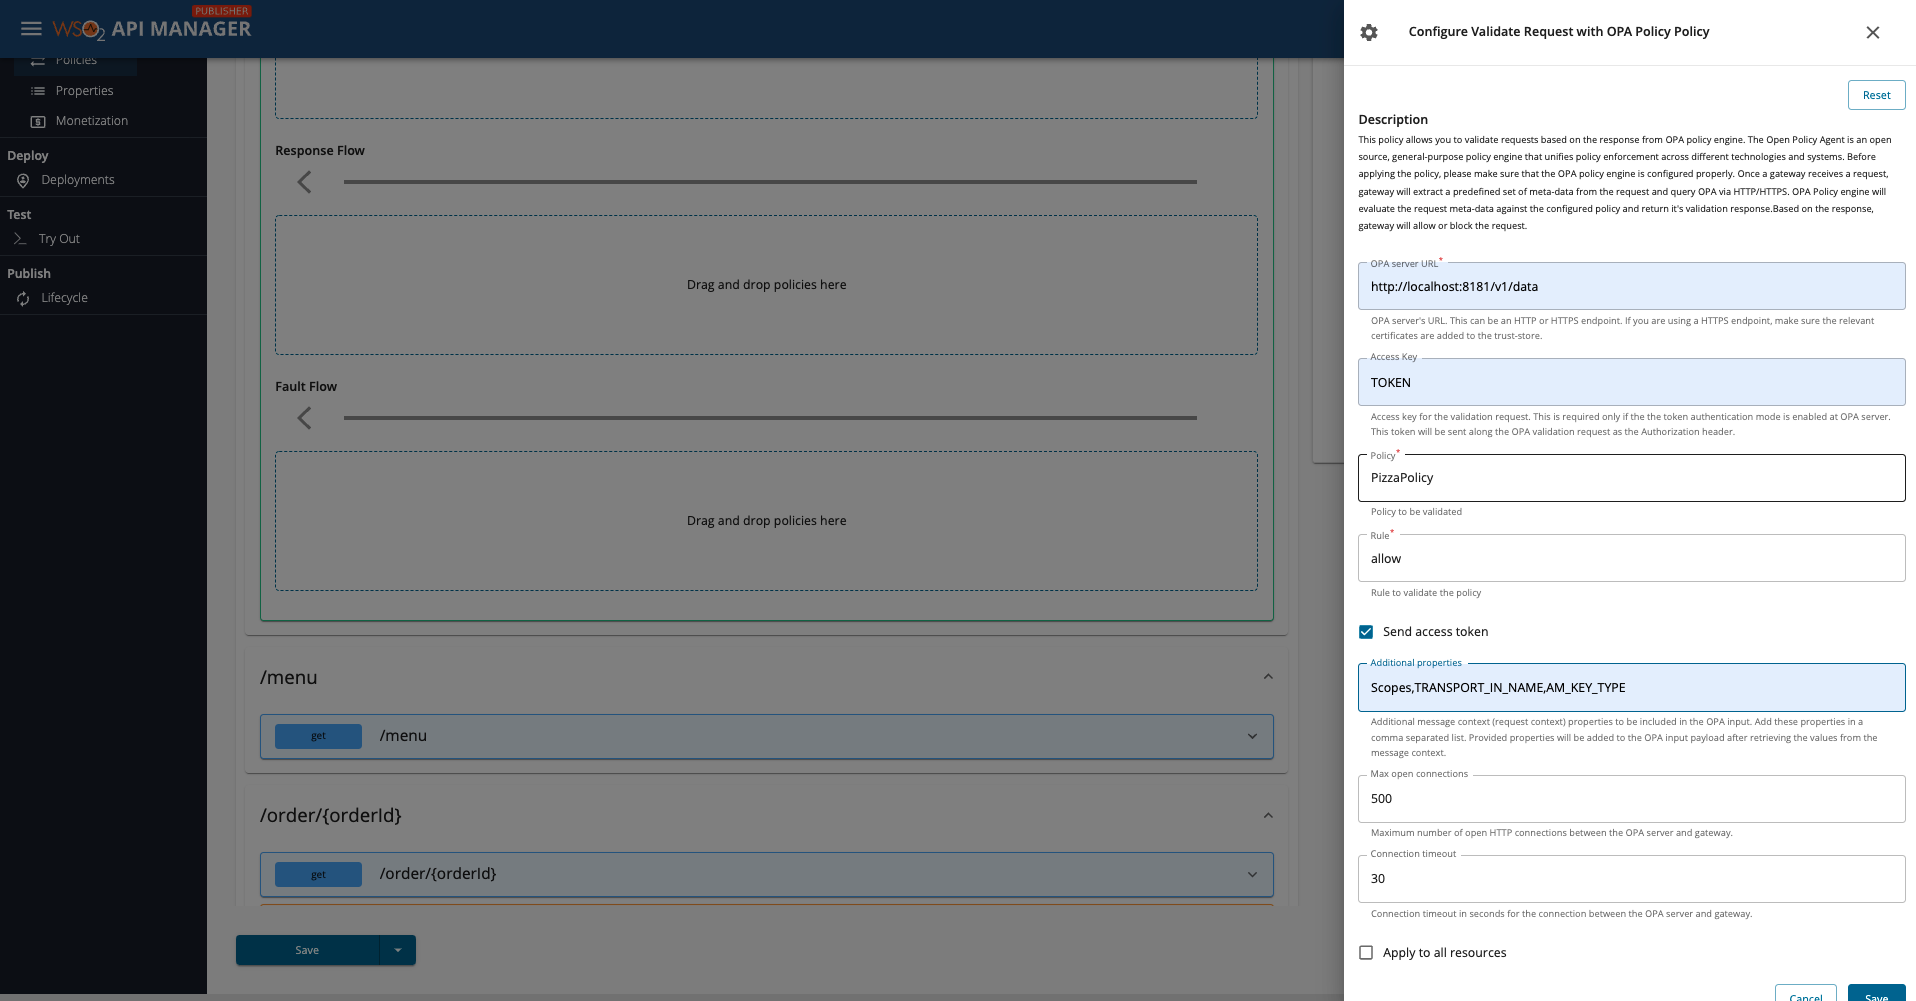 PUBLISHER
WSO2 API MANAGER
Policies
Properties
Monetization
Deploy
Deployments
Test
Try Out
Publish
Lifecycle
Response Flow
Drag and drop policies here
Fault Flow
Drag and drop policies here
/menu
get /menu
/order/{orderId}
get /order/{orderId}
Save
Configure Validate Request with OPA Policy Policy
Reset
Description
This policy allows you to validate requests based on the response from OPA policy engine. The Open Policy Agent is an open
source, general-purpose policy engine that unifies policy enforcement across different technologies and systems. Before
applying the policy, please make sure that the OPA policy engine is configured properly. Once a gateway receives a request,
gateway will extract a predefined set of meta-data from the request and query OPA via HTTP/HTTPS. OPA Policy engine will
evaluate the request meta-data against the configured policy and return it's validation response.Based on the response,
gateway will allow or block the request.
OPA server URL*
http://localhost:8181/v1/data
OPA server's URL. This can be an HTTP or HTTPS endpoint. If you are using a HTTPS endpoint, make sure the relevant
certificates are added to the trust-store.
Access Key
TOKEN
Access key for the validation request. This is required only if the the token authentication mode is enabled at OPA server.
This token will be sent along the OPA validation request as the Authorization header.
Policy*
PizzaPolicy
Policy to be validated
Rule*
allow
Rule to validate the policy
Send access token
Additional properties
Scopes,TRANSPORT_IN_NAME,AM_KEY_TYPE
Additional message context (request context) properties to be included in the OPA input. Add these properties in a
comma separated list. Provided properties will be added to the OPA input payload after retrieving the values from the
message context.
Max open connections
500
Maximum number of open HTTP connections between the OPA server and gateway.
Connection timeout
30
Connection timeout in seconds for the connection between the OPA server and gateway.
Apply to all resources
Cancel Save